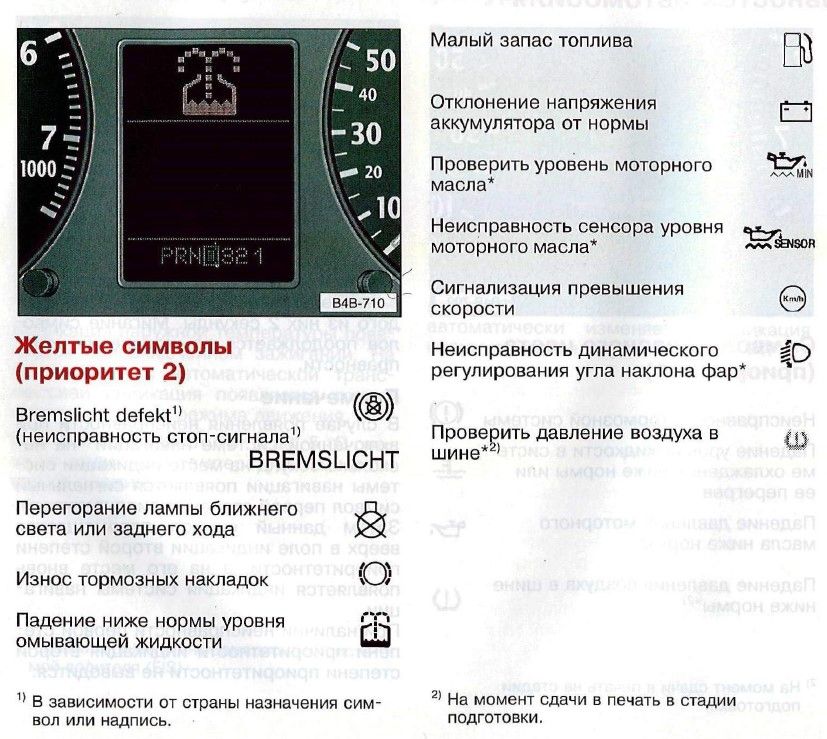 6
7
1000
50
40
30
20
10
PRND321
B4B-710
Желтые символы
(приоритет 2)
Bremslicht defekt¹⁾
(неисправность стоп-сигнала¹⁾
BREMSLICHT
Перегорание лампы ближнего
света или заднего хода
Износ тормозных накладок
Падение ниже нормы уровня
омывающей жидкости
¹⁾ В зависимости от страны назначения сим-
вол или надпись.
Малый запас топлива
Отклонение напряжения
аккумулятора от нормы
Проверить уровень моторного
масла*
MIN
Неисправность сенсора уровня
моторного масла*
SENSOR
Сигнализация превышения
скорости
Km/h
Неисправность динамического
регулирования угла наклона фар*
Проверить давление воздуха в
шине*²⁾
²⁾ На момент сдачи в печать в стадии
подготовки.